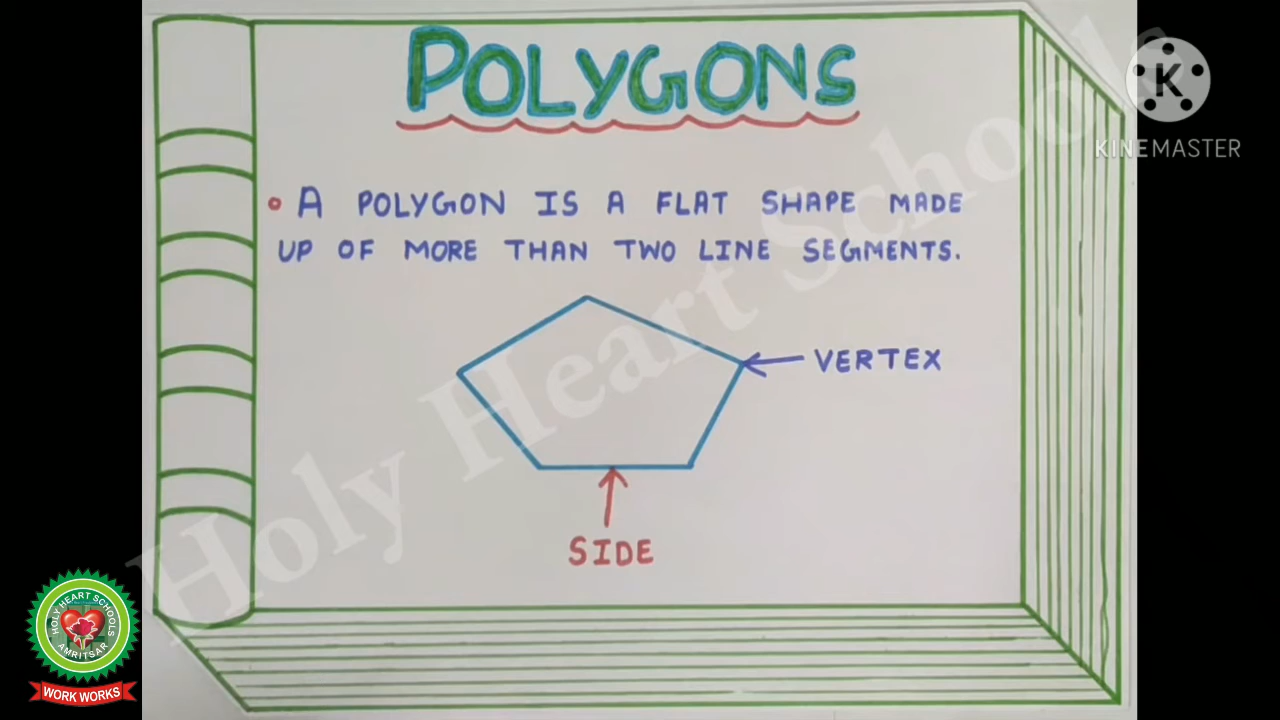 POLYGONS
KINEMASTER
• A POLYGON IS A FLAT SHAPE MADE
UP OF MORE THAN TWO LINE SEGMENTS.
VERTEX
SIDE
Holy Heart Schools
HOLY HEART SCHOOLS
AMRITSAR
WORK WORKS